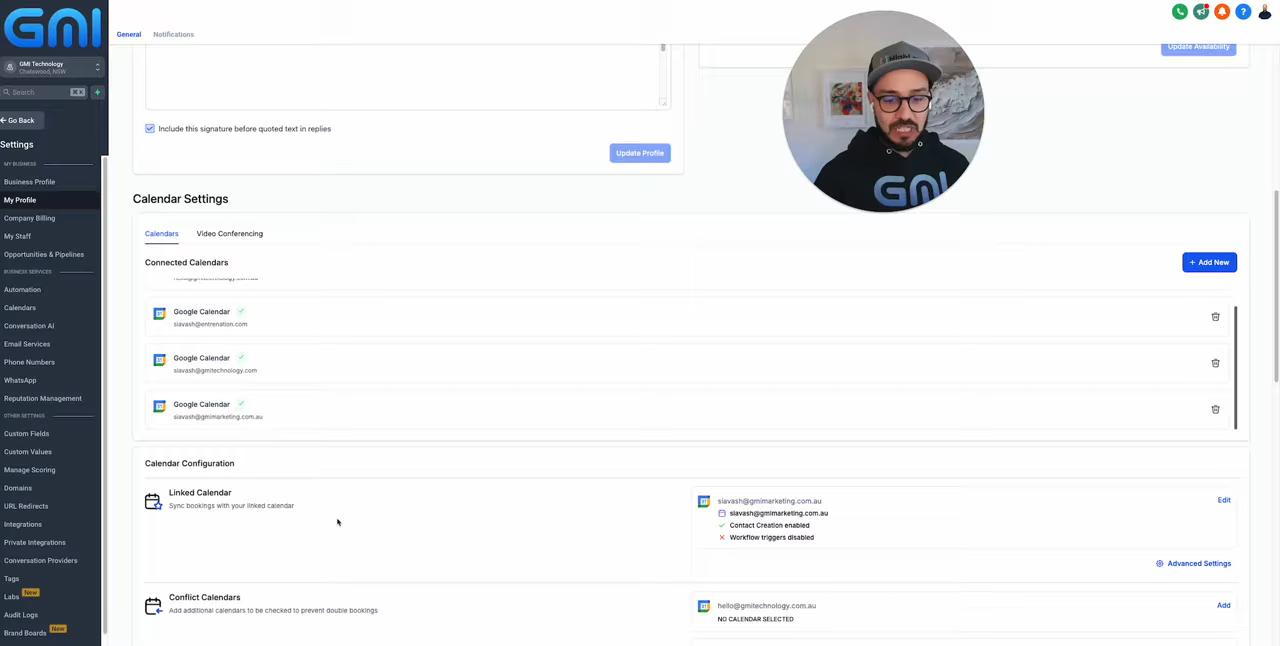 GMI
GMI Technology
Chatswood, NSW
Search
Go Back
Settings
MY BUSINESS
Business Profile
My Profile
Company Billing
My Staff
Opportunities & Pipelines
BUSINESS SERVICES
Automation
Calendars
Conversation AI
Email Services
Phone Numbers
WhatsApp
Reputation Management
OTHER SETTINGS
Custom Fields
Custom Values
Manage Scoring
Domains
URL Redirects
Integrations
Private Integrations
Conversation Providers
Tags
Labs New
Audit Logs
Brand Boards New
General Notifications
Update Availability
Include this signature before quoted text in replies
Update Profile
GMI
Calendar Settings
Calendars Video Conferencing
Connected Calendars
+ Add New
hello@gmitechnology.com.au
Google Calendar
siavash@entrenation.com
Google Calendar
siavash@gmitechnology.com
Google Calendar
siavash@gmimarketing.com.au
Calendar Configuration
Linked Calendar
Sync bookings with your linked calendar
siavash@gmimarketing.com.au
Edit
siavash@gmimarketing.com.au
Contact Creation enabled
Workflow triggers disabled
Advanced Settings
Conflict Calendars
Add additional calendars to be checked to prevent double bookings
hello@gmitechnology.com.au
Add
NO CALENDAR SELECTED